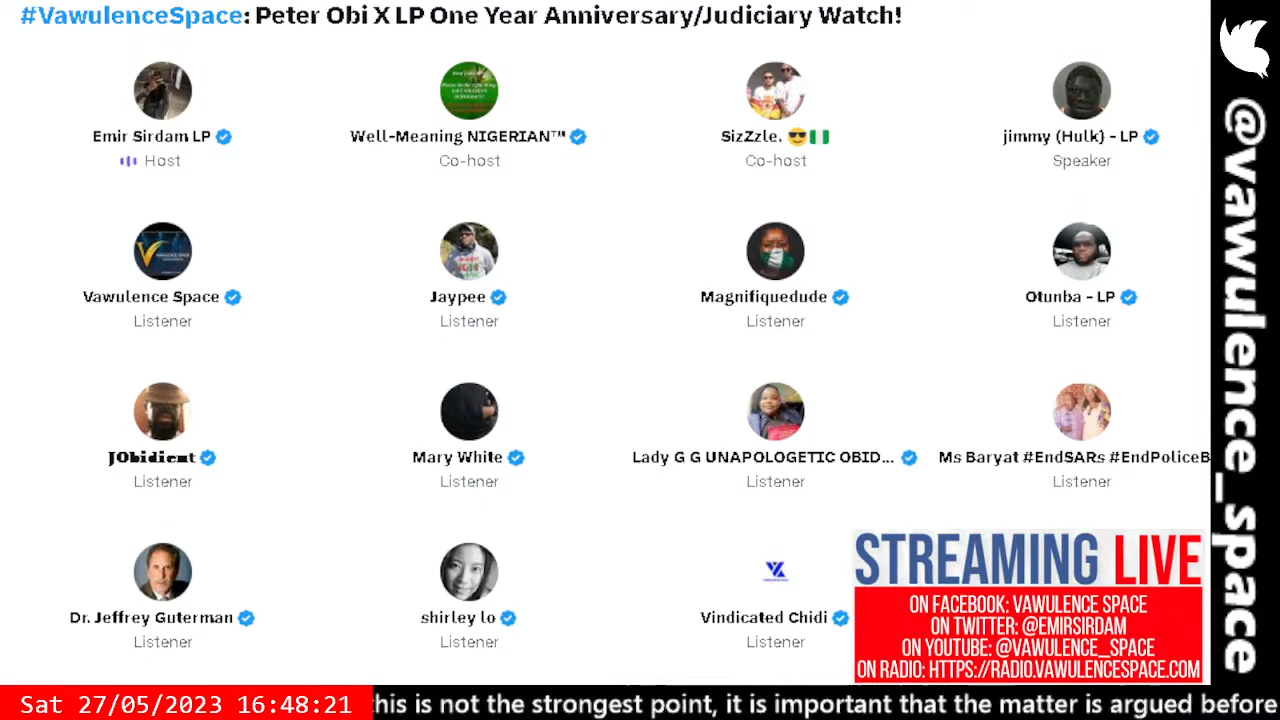 #VawulenceSpace: Peter Obi X LP One Year Anniversary/Judiciary Watch!
Emir Sirdam LP
Host
Well-Meaning NIGERIAN™
Co-host
SizZzle. 😎🇳🇬
Co-host
jimmy (Hulk) - LP
Speaker
Vawulence Space
Listener
Jaypee
Listener
Magnifiquedude
Listener
Otunba - LP
Listener
JObidient
Listener
Mary White
Listener
Lady G G UNAPOLOGETIC OBID...
Listener
Ms Baryat #EndSARs #EndPoliceB
Listener
Dr. Jeffrey Guterman
Listener
shirley lo
Listener
Vindicated Chidi
Listener
STREAMING LIVE
ON FACEBOOK: VAWULENCE SPACE
ON TWITTER: @EMIRSIRDAM
ON YOUTUBE: @VAWULENCE_SPACE
ON RADIO: HTTPS://RADIO.VAWULENCESPACE.COM
@vawulence_space
Sat 27/05/2023 16:48:21
this is not the strongest point, it is important that the matter is argued before